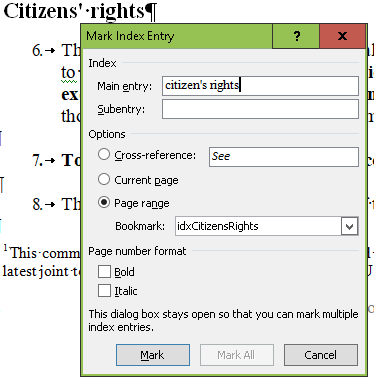 Citizens'·rights¶
Mark Index Entry
?
6.→ Th
Index
to
Main entry: citizen's rights
ex
Subentry:
tho
Options
Cross-reference: See
7.→ To
Current page
Page range
8.→ Th
Bookmark: idxCitizensRights
Page number format
1 This·comm
Bold
latest·joint·to
Italic
This dialog box stays open so that you can mark multiple
index entries.
Mark Mark All Cancel